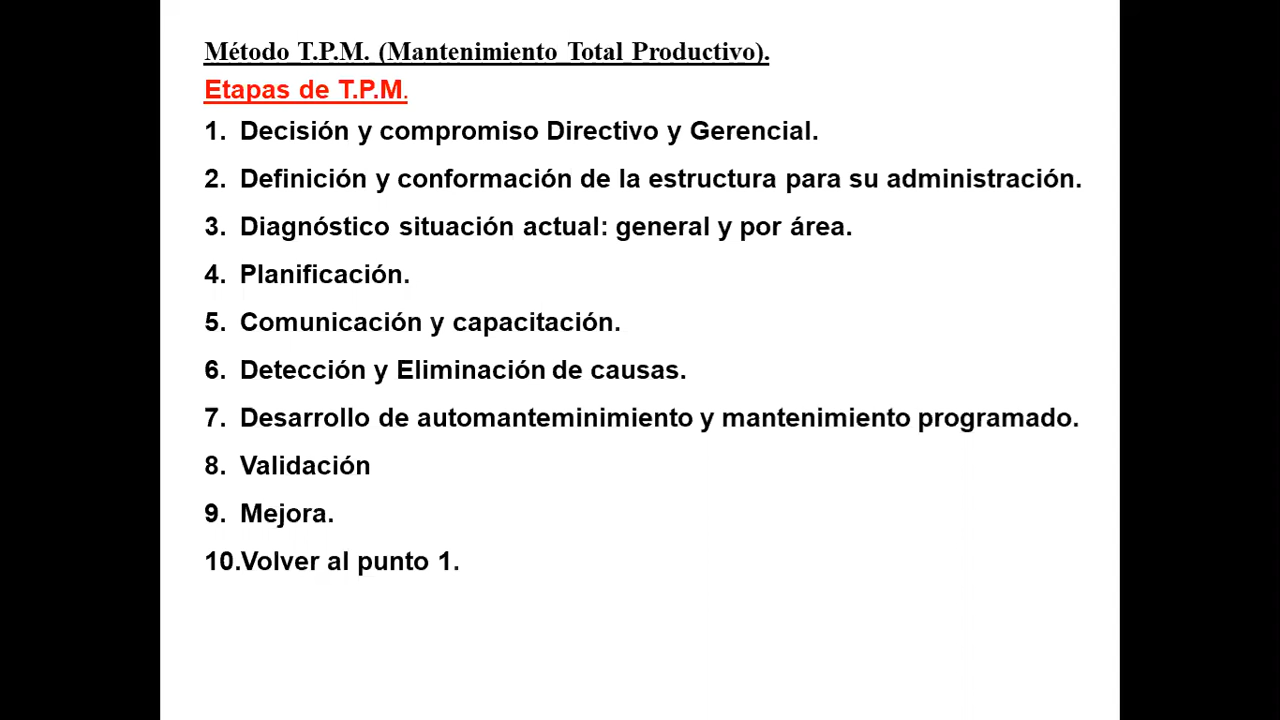 Método T.P.M. (Mantenimiento Total Productivo).
Etapas de T.P.M.
1. Decisión y compromiso Directivo y Gerencial.
2. Definición y conformación de la estructura para su administración.
3. Diagnóstico situación actual: general y por área.
4. Planificación.
5. Comunicación y capacitación.
6. Detección y Eliminación de causas.
7. Desarrollo de automanteminimiento y mantenimiento programado.
8. Validación
9. Mejora.
10.Volver al punto 1.